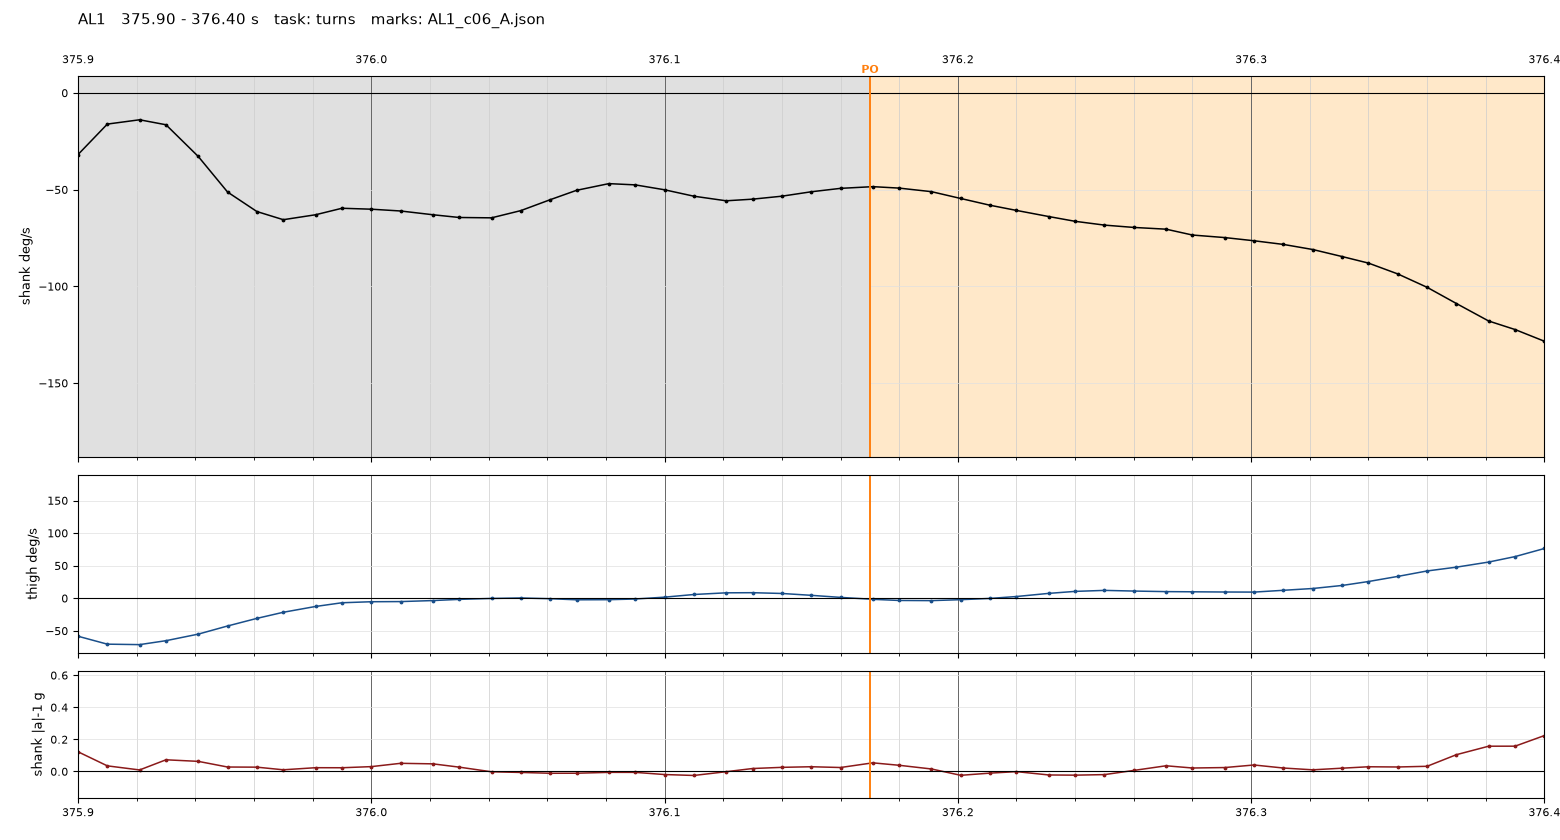 AL1   375.90 - 376.40 s   task: turns   marks: AL1_c06_A.json
375.9 376.0 376.1 376.2 376.3 376.4
PO
0
−50
−100
−150
shank deg/s
150
100
50
0
−50
thigh deg/s
0.6
0.4
0.2
0.0
shank |a|-1 g
375.9 376.0 376.1 376.2 376.3 376.4